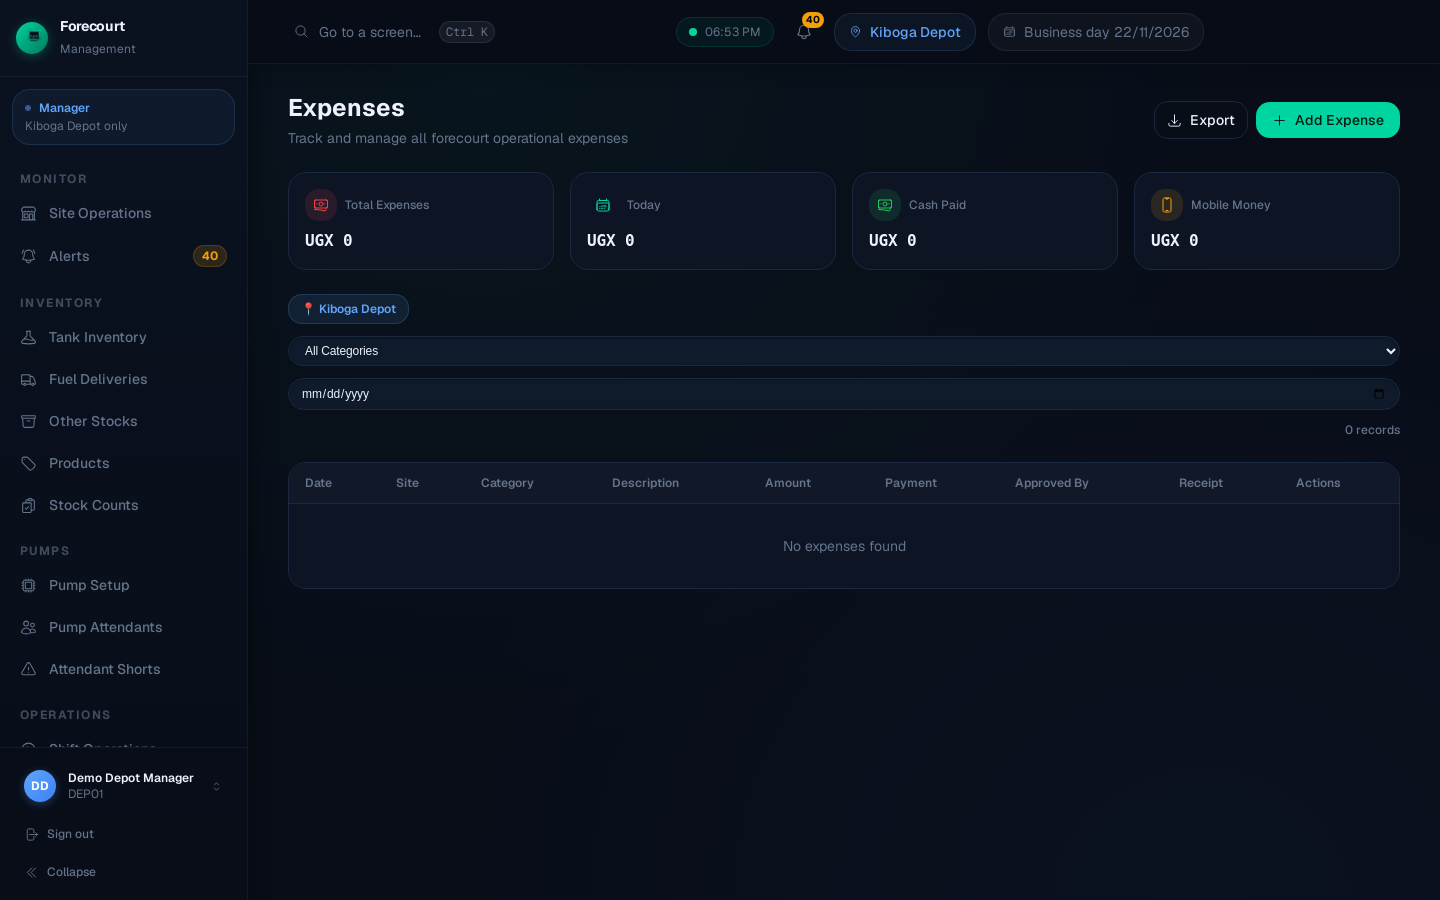 Forecourt
Management
Go to a screen...
Ctrl K
06:53 PM
40
Kiboga Depot
Business day 22/11/2026
Manager
Kiboga Depot only
MONITOR
Site Operations
Alerts
40
INVENTORY
Tank Inventory
Fuel Deliveries
Other Stocks
Products
Stock Counts
PUMPS
Pump Setup
Pump Attendants
Attendant Shorts
OPERATIONS
Shift Operations
DD
Demo Depot Manager
DEP01
Sign out
Collapse
Expenses
Track and manage all forecourt operational expenses
Export
Add Expense
Total Expenses
UGX 0
Today
UGX 0
Cash Paid
UGX 0
Mobile Money
UGX 0
Kiboga Depot
All Categories
mm/dd/yyyy
0 records
Date Site Category Description Amount Payment Approved By Receipt Actions
No expenses found